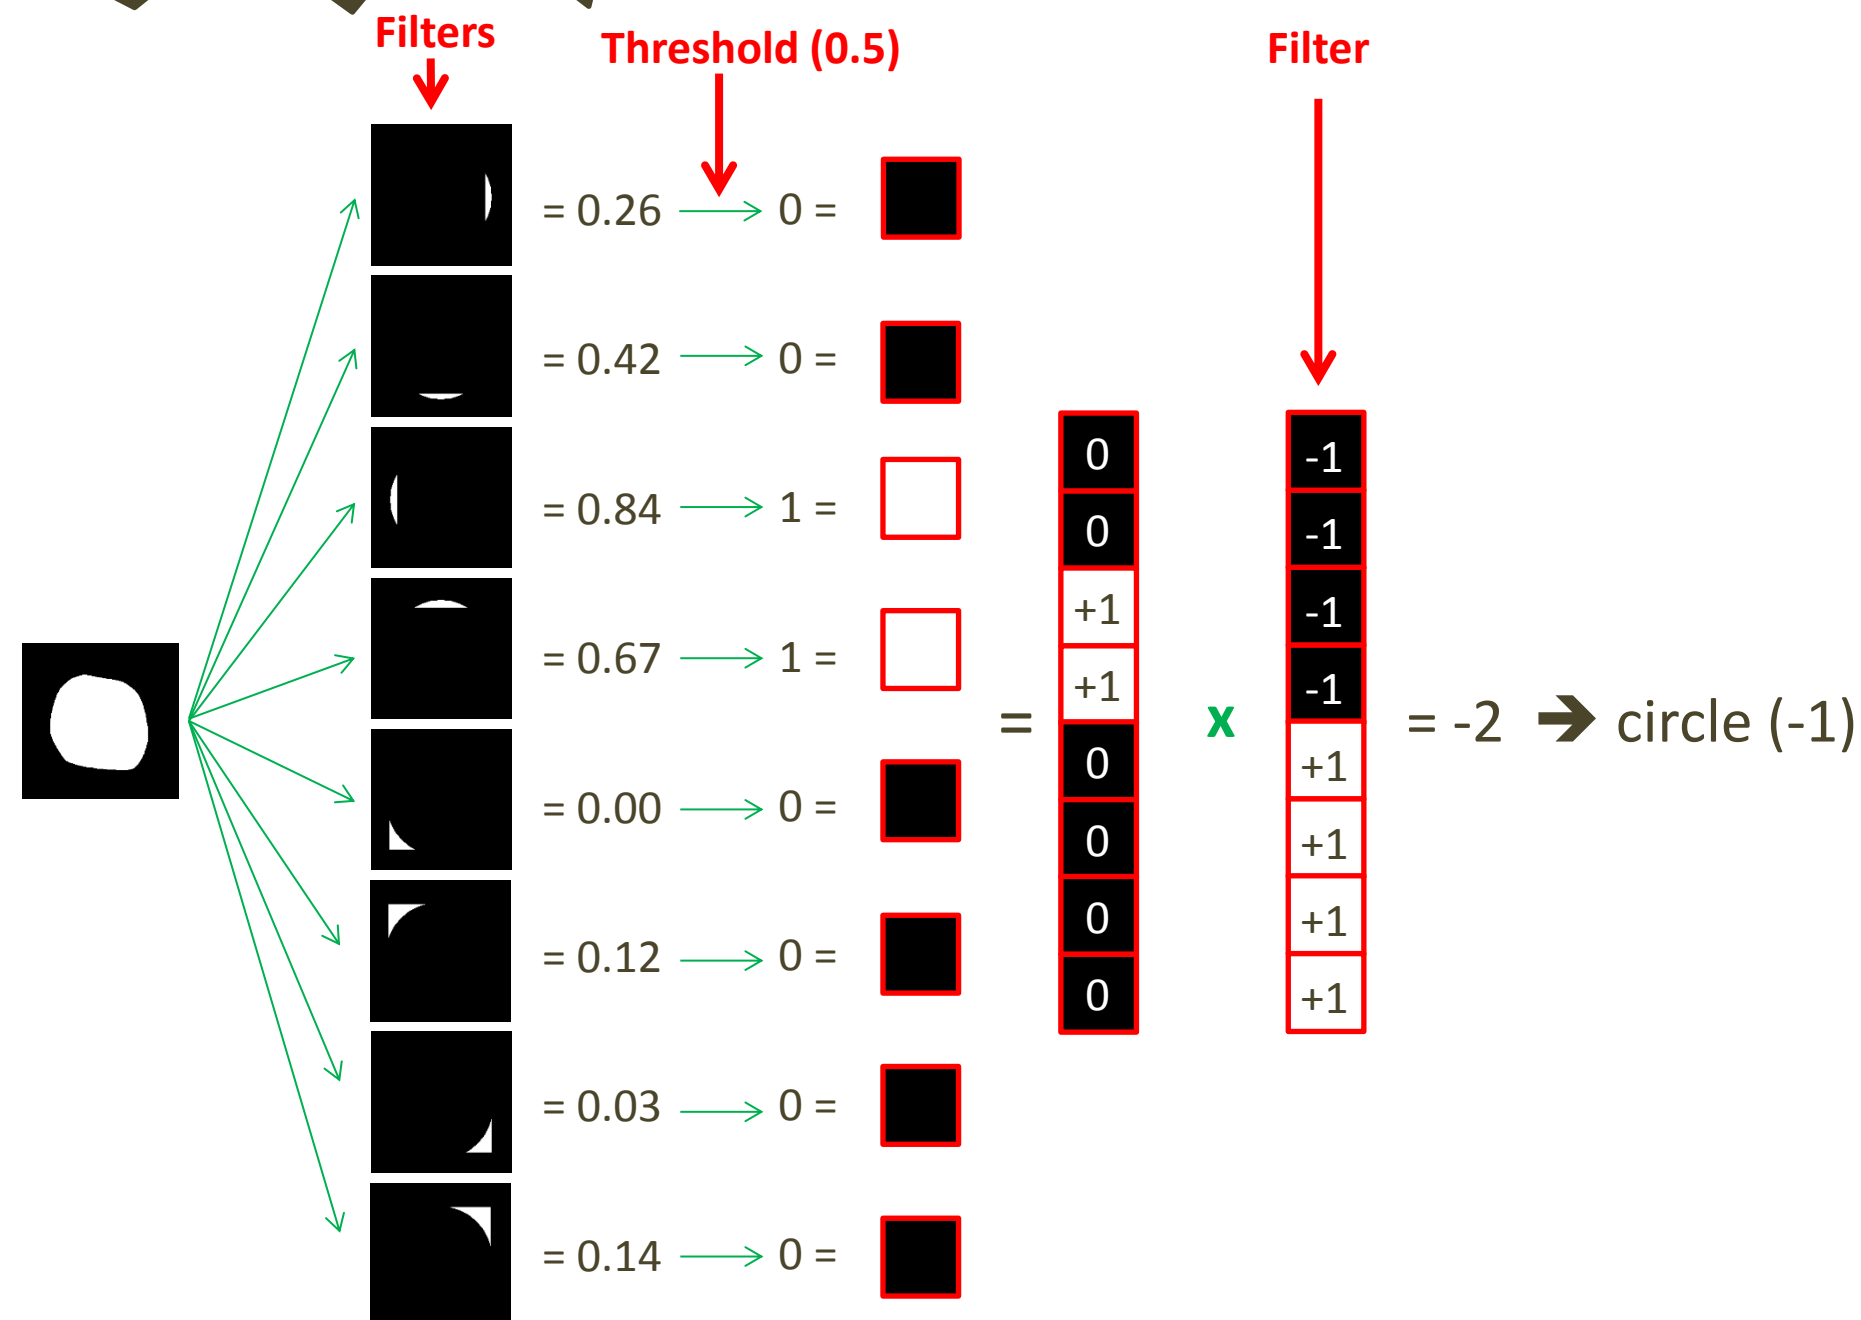 Filters
Threshold (0.5)
Filter
= 0.26 0 =
= 0.42 0 =
= 0.84 1 =
= 0.67 1 =
= 0.00 0 =
= 0.12 0 =
= 0.03 0 =
= 0.14 0 =
=
0
0
+1
+1
0
0
0
0
x
-1
-1
-1
-1
+1
+1
+1
+1
= -2 ➔ circle (-1)